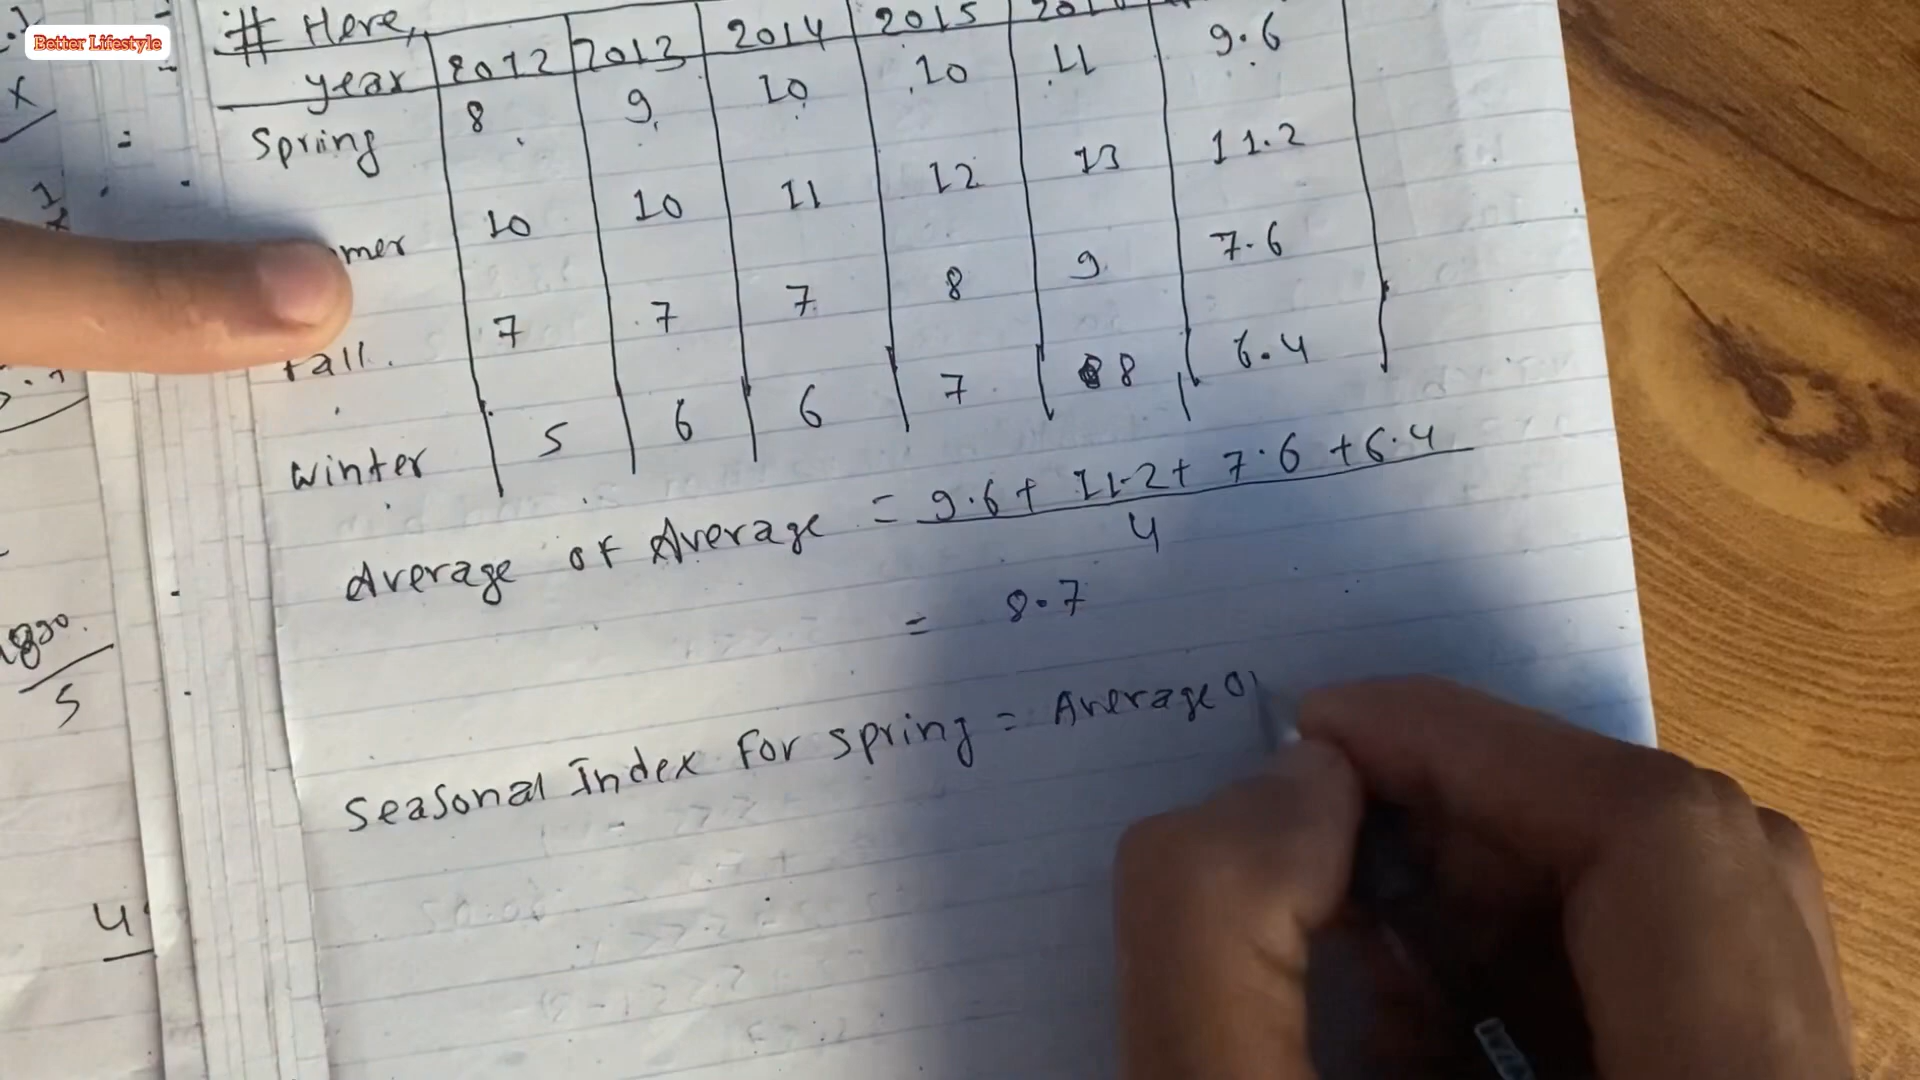 Better Lifestyle
# Here,
year 2012 2013 2014 2015
Spring 8 9 10 10 11 9.6
mer 10 10 11 12 13 11.2
Fall. 7 7 7 8 9 7.6
Winter 5 6 6 7 8 6.4
Average of Average = 9.6 + 11.2 + 7.6 + 6.4
4
= 8.7
Seasonal Index For Spring = Average o
5
4